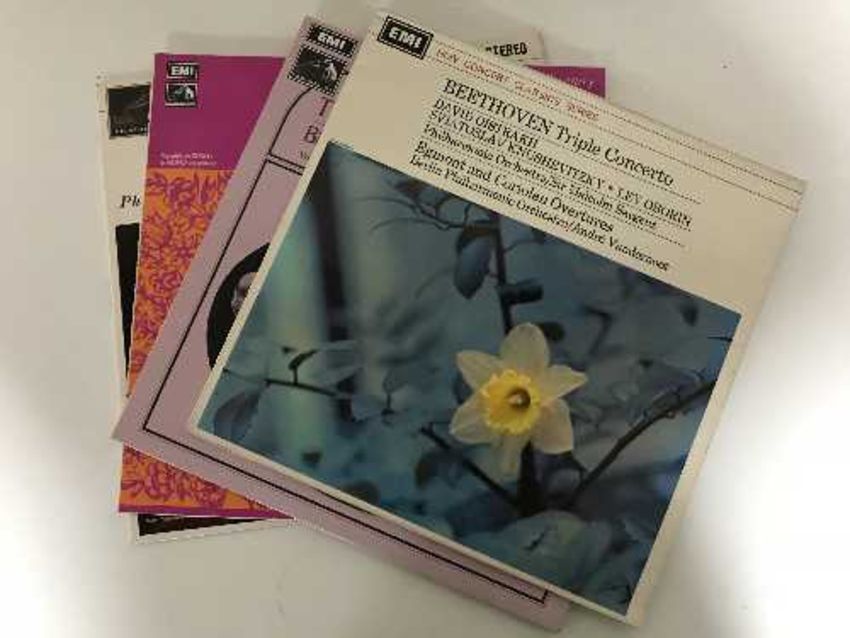 EMI
HMV CONCERT CLASSICS SERIES
BEETHOVEN Triple Concerto
DAVID OISTRAKH
SVIATOSLAV KNUSHEVITZKY • LEV OBORIN
Philharmonia Orchestra/Sir Malcolm Sargent
Egmont and Coriolan Overtures
Berlin Philharmonic Orchestra/André Vandernoot
STEREO
EMI
T
B
EMI
Ph